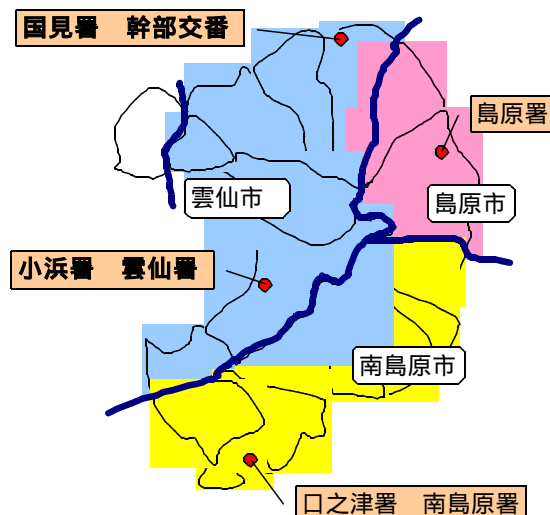 国見署　幹部交番
島原署
雲仙市
島原市
小浜署　雲仙署
南島原市
口之津署　南島原署